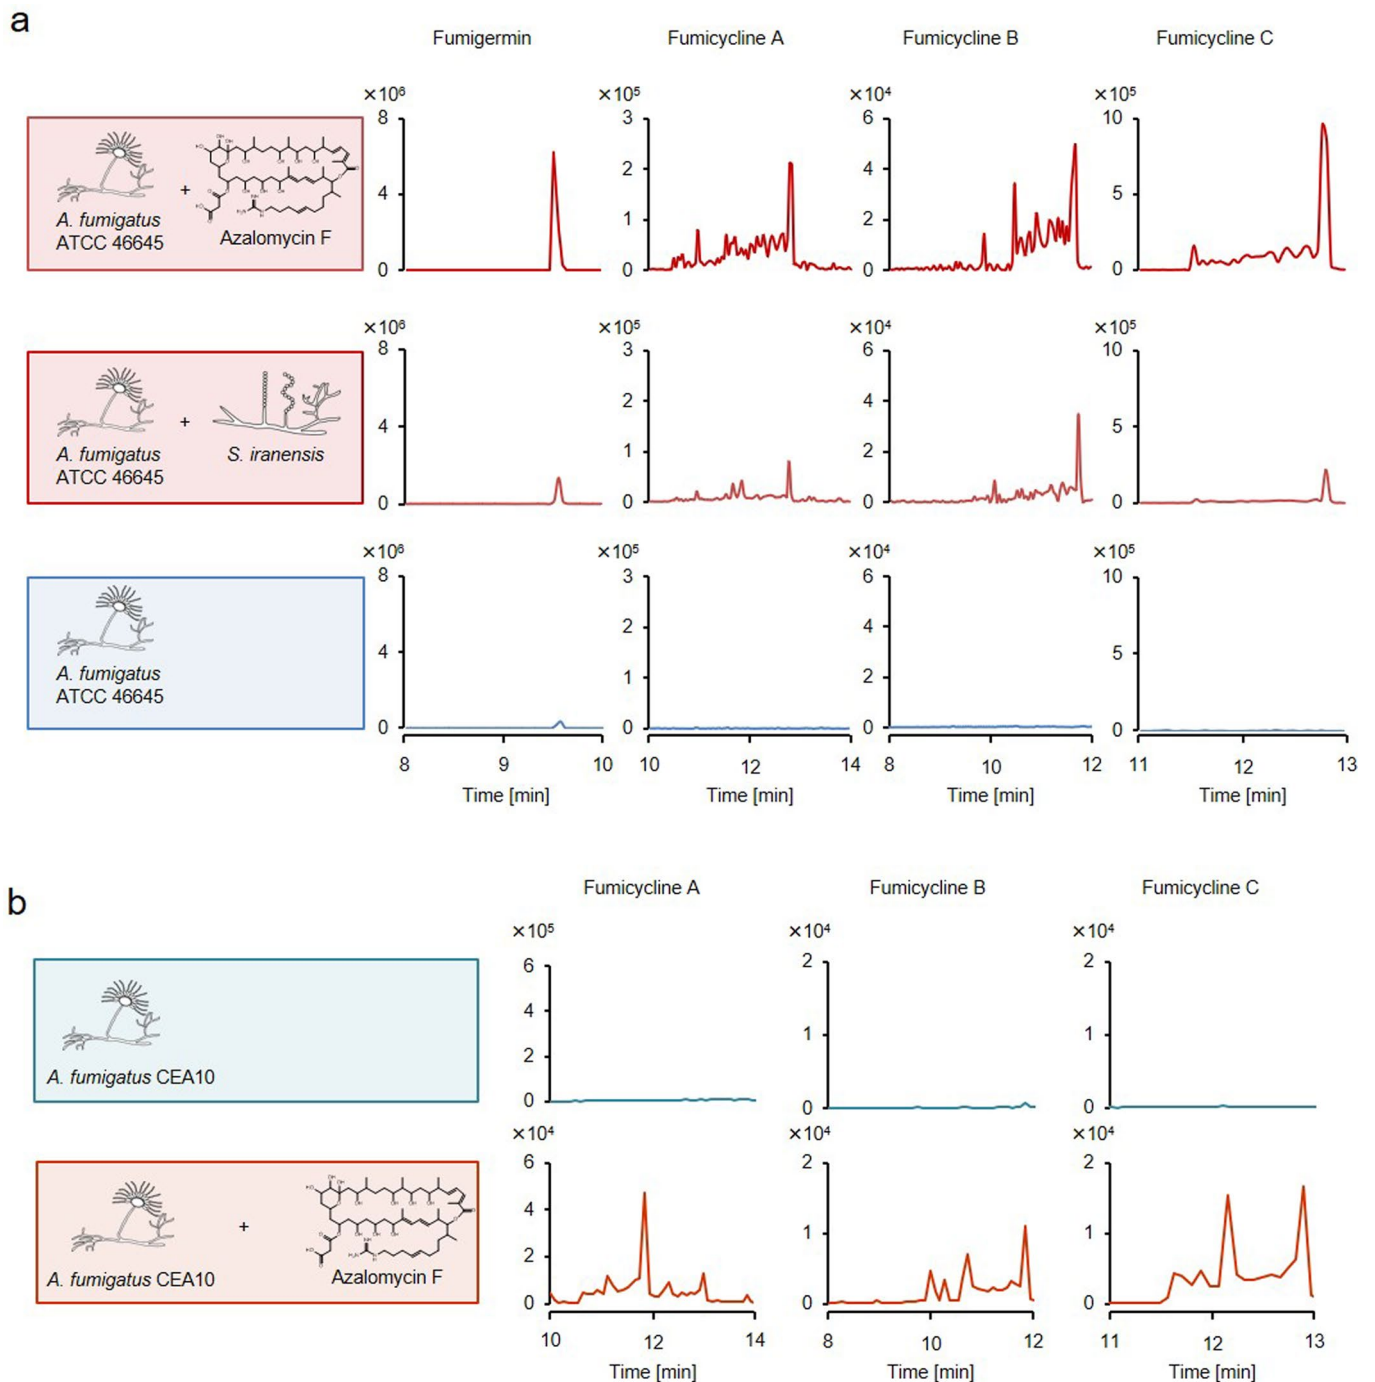 a
Fumigermin Fumicycline A Fumicycline B Fumicycline C
×10⁶ ×10⁵ ×10⁴ ×10⁵
8 3 6 10
4 2 4 5
0 1 2 0
0 0
+
A. fumigatus
ATCC 46645
Azalomycin F
×10⁶ ×10⁵ ×10⁴ ×10⁵
8 3 6 10
4 2 4 5
0 1 2 0
0 0
+
A. fumigatus
ATCC 46645
S. iranensis
×10⁶ ×10⁵ ×10⁴ ×10⁵
8 3 6 10
4 2 4 5
0 1 2 0
0 0
A. fumigatus
ATCC 46645
8 9 10 10 12 14 8 10 12 11 12 13
Time [min] Time [min] Time [min] Time [min]
b
Fumicycline A Fumicycline B Fumicycline C
×10⁵ ×10⁴ ×10⁴
6 2 2
4 1 1
2 0 0
0
A. fumigatus CEA10
×10⁴ ×10⁴ ×10⁴
6 2 2
4 1 1
2 0 0
0
+
A. fumigatus CEA10
Azalomycin F
10 12 14 8 10 12 11 12 13
Time [min] Time [min] Time [min]